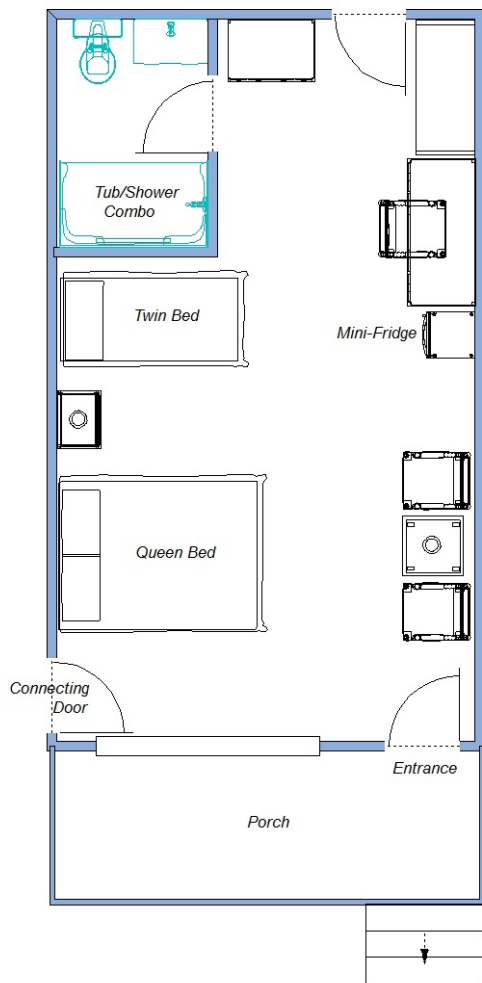 Tub/Shower
Combo
Twin Bed
Mini-Fridge
Queen Bed
Connecting
Door
Entrance
Porch